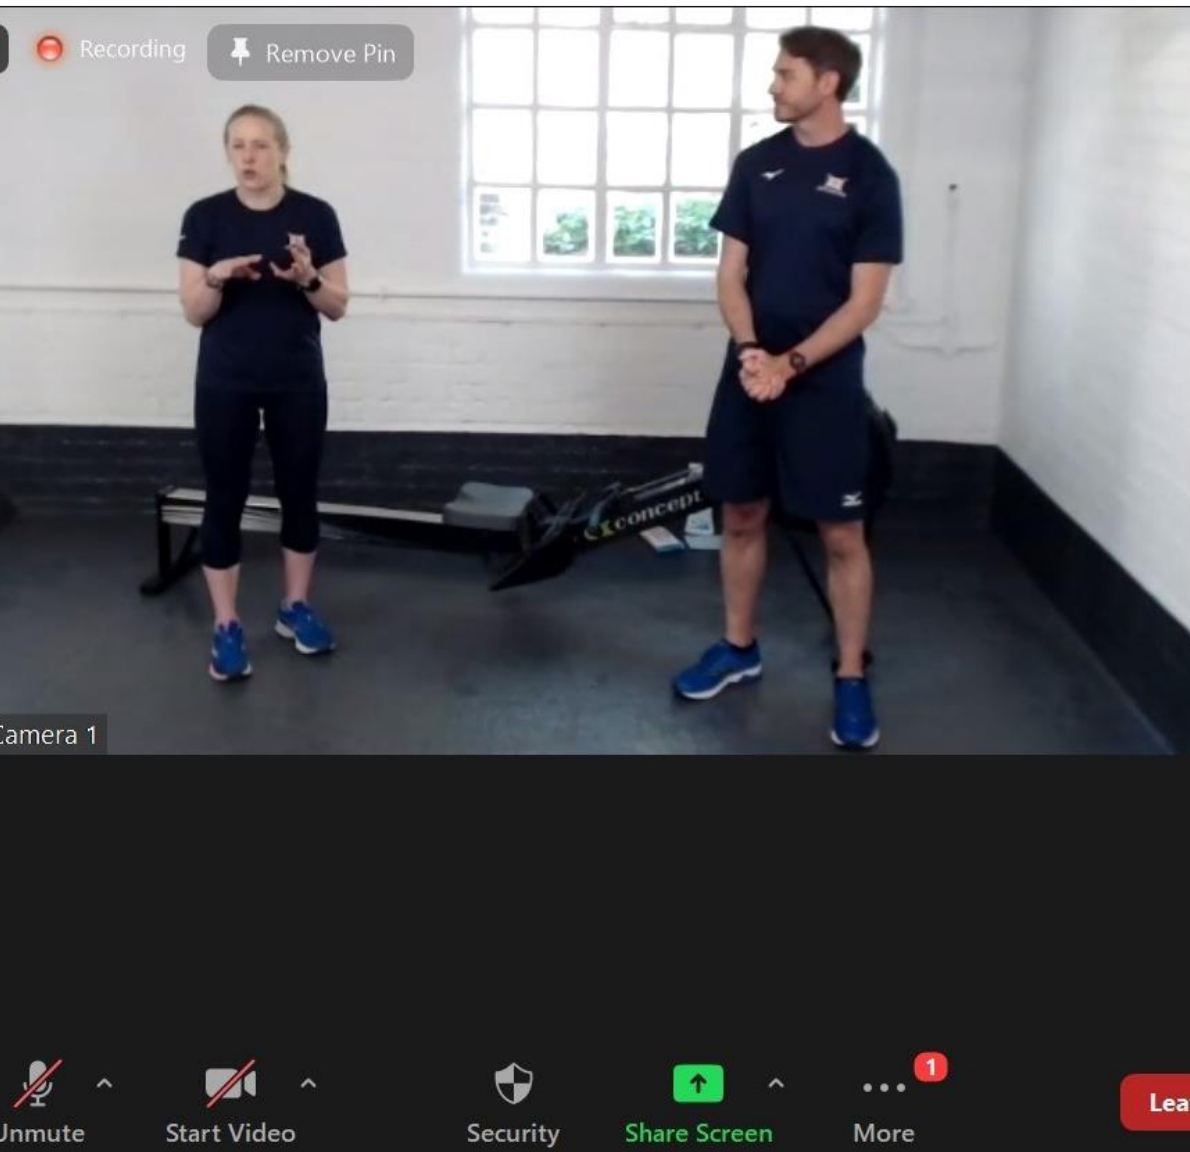 Recording
Remove Pin
concept
Camera 1
Unmute
Start Video
Security
Share Screen
1
More
Lea